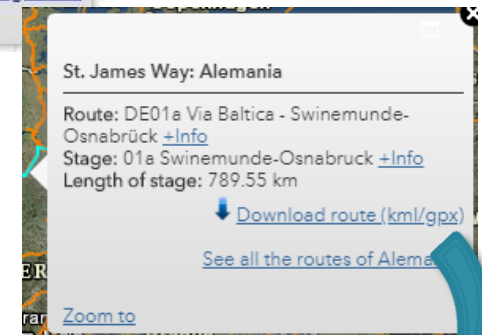 St. James Way: Alemania
Route: DE01a Via Baltica - Swinemunde-
Osnabrück +Info
Stage: 01a Swinemunde-Osnabruck +Info
Length of stage: 789.55 km
Download route (kml/gpx)
See all the routes of Alema
Zoom to